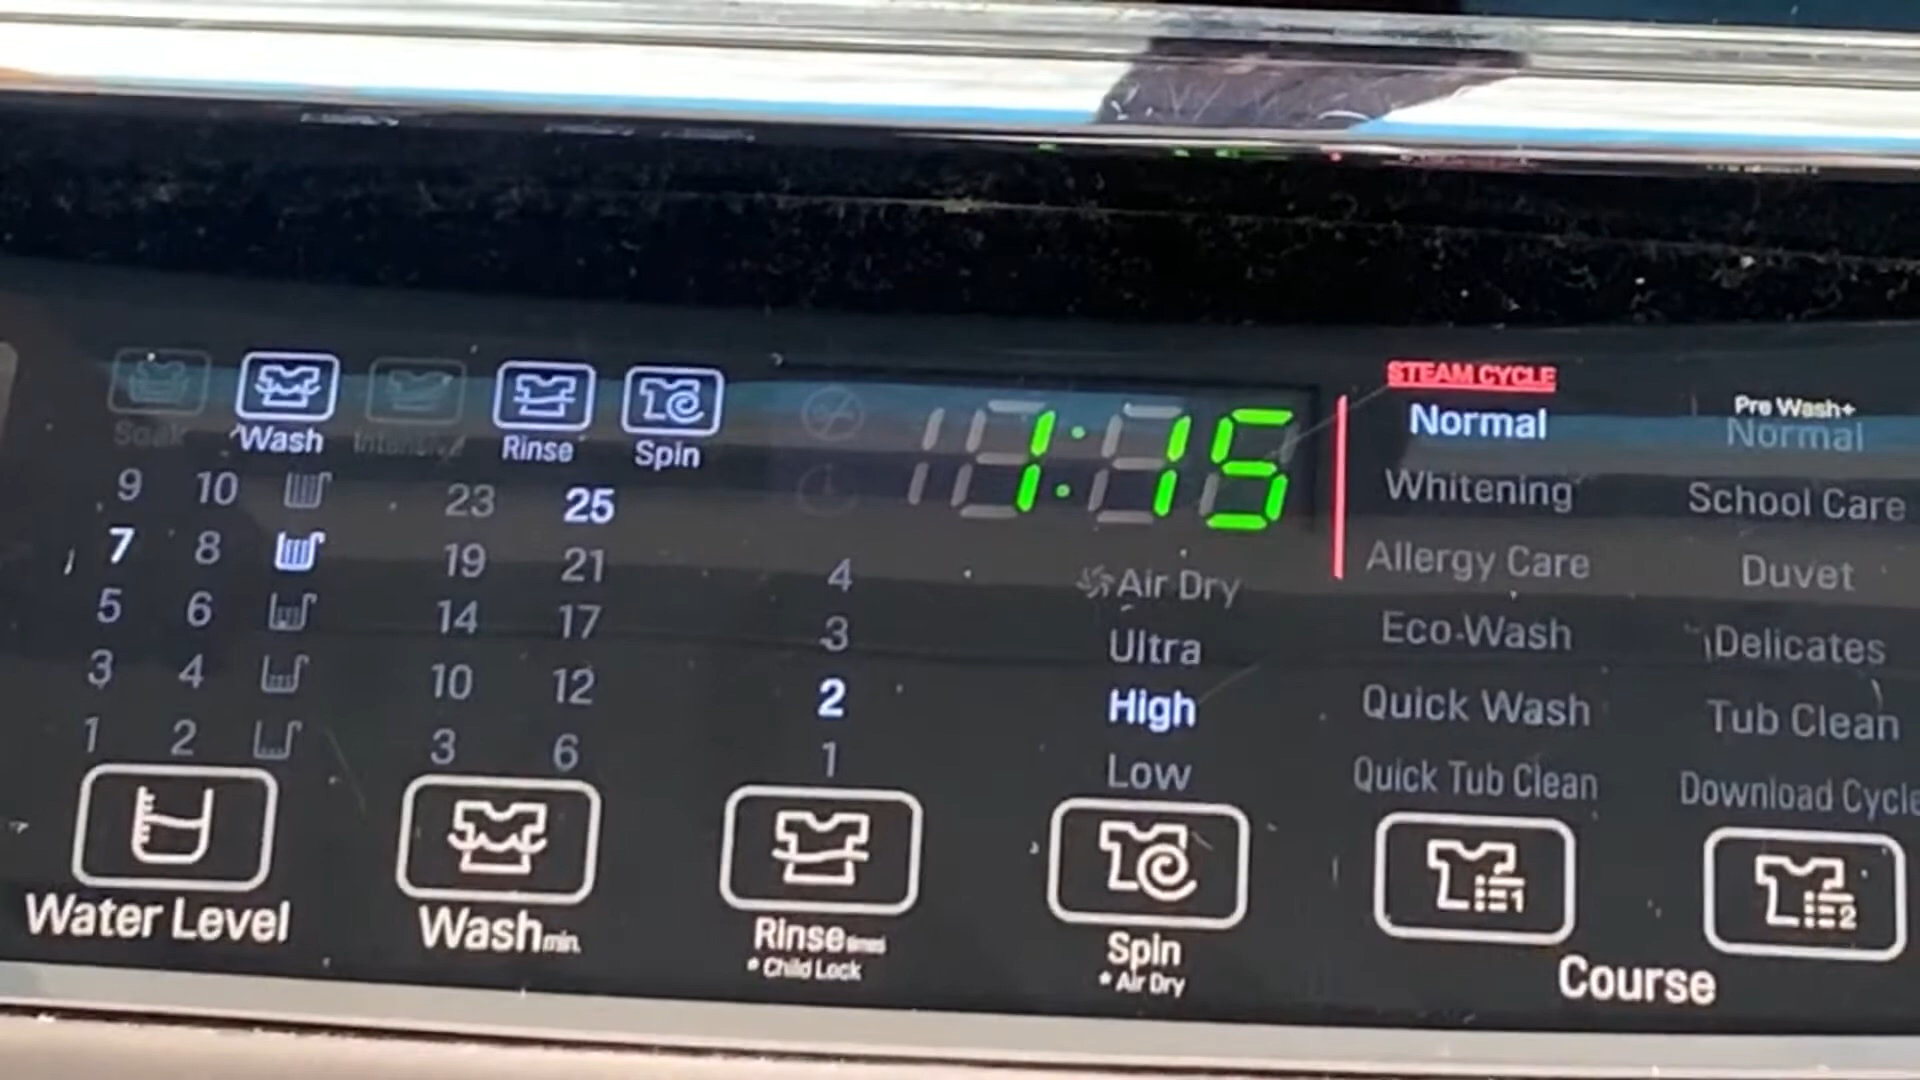 STEAM CYCLE
Soak Wash Intensive Rinse Spin
1:15
Normal
Pre Wash+
Normal
9 10 23 25
Whitening School Care
7 8 19 21
4 Air Dry
Allergy Care Duvet
5 6 14 17
3 Ultra
Eco-Wash Delicates
3 4 10 12
2 High
Quick Wash Tub Clean
1 2 3 6
1 Low
Quick Tub Clean Download Cycle
1 2
Water Level Wash min. Rinse times Spin
* Child Lock * Air Dry
Course